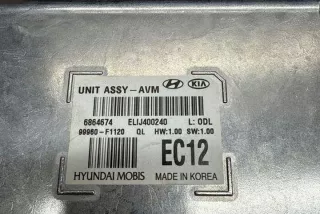 UNIT ASSY-AVM
KIA
6864674 ELIJ400240 L: ODL
99960-F1120 QL HW:1.00 SW:1.00
EC12
HYUNDAI MOBIS MADE IN KOREA